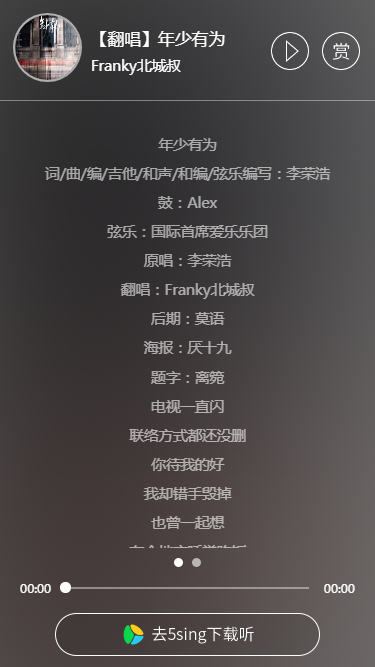 【翻唱】年少有为
Franky北城叔
赏
年少有为
词/曲/编/吉他/和声/和编/弦乐编写：李荣浩
鼓：Alex
弦乐：国际首席爱乐乐团
原唱：李荣浩
翻唱：Franky北城叔
后期：莫语
海报：厌十九
题字：离箢
电视一直闪
联络方式都还没删
你待我的好
我却错手毁掉
也曾一起想
00:00
00:00
去5sing下载听